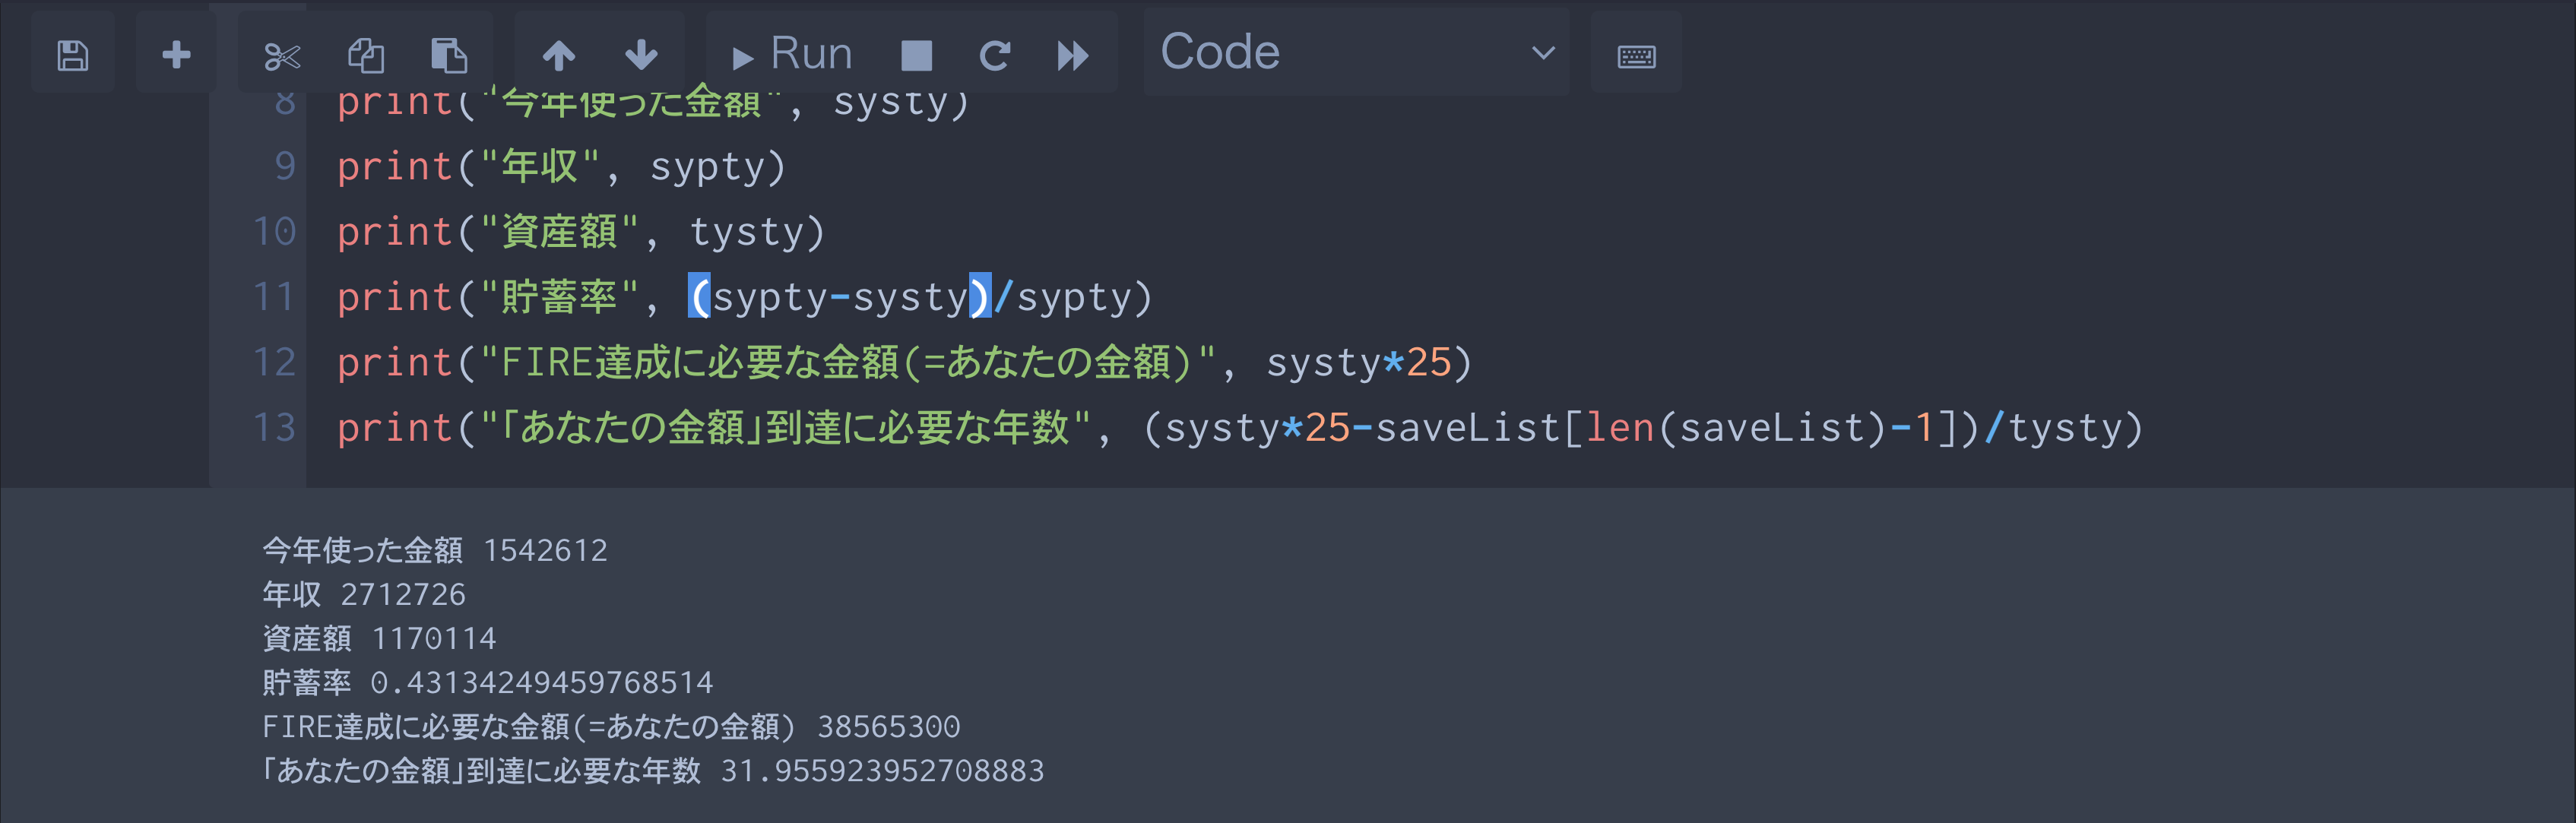 Run
Code
8 print("今年使った金額", systy)
9 print("年収", sypty)
10 print("資産額", tysty)
11 print("貯蓄率", (sypty-systy)/sypty)
12 print("FIRE達成に必要な金額(=あなたの金額)", systy*25)
13 print("「あなたの金額」到達に必要な年数", (systy*25-saveList[len(saveList)-1])/tysty)
今年使った金額 1542612
年収 2712726
資産額 1170114
貯蓄率 0.43134249459768514
FIRE達成に必要な金額(=あなたの金額) 38565300
「あなたの金額」到達に必要な年数 31.955923952708883